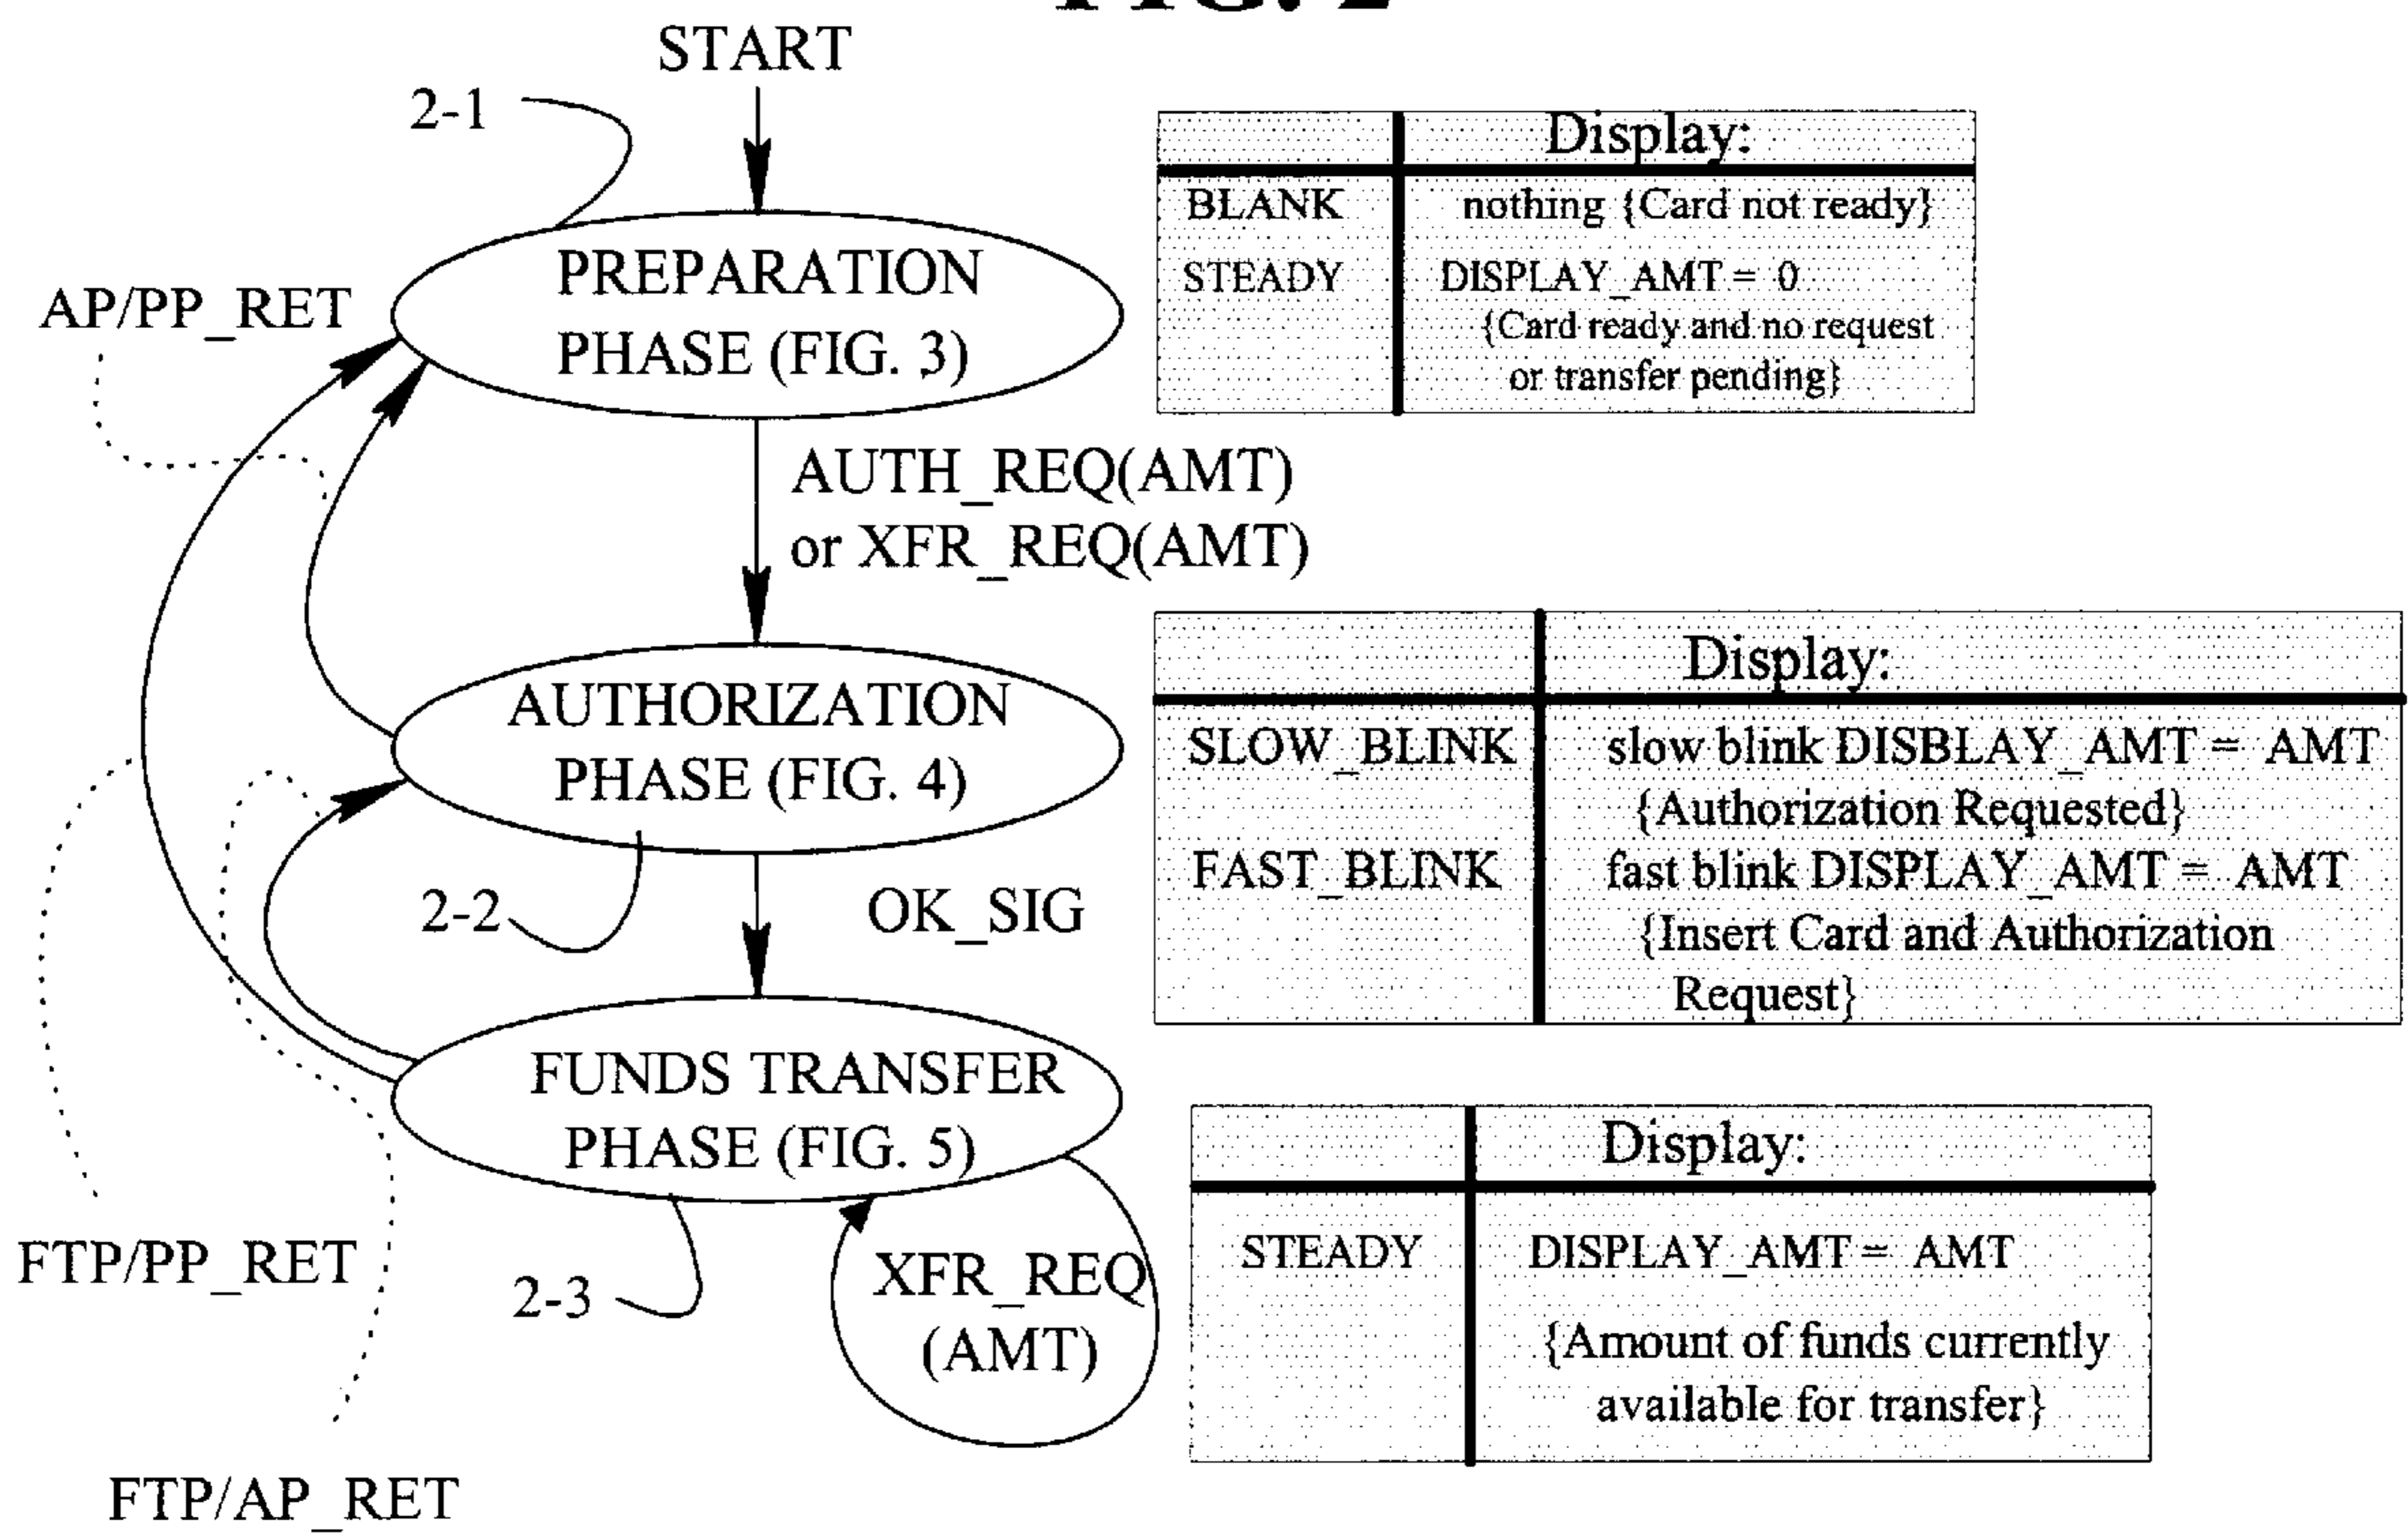 FIG. 2
START
2-1
PREPARATION
PHASE (FIG. 3)
AP/PP_RET
Display:
BLANK nothing {Card not ready}
STEADY DISPLAY_AMT = 0
{Card ready and no request
or transfer pending}
AUTH_REQ(AMT)
or XFR_REQ(AMT)
AUTHORIZATION
PHASE (FIG. 4)
2-2
OK_SIG
Display:
SLOW_BLINK slow blink DISBLAY_AMT = AMT
{Authorization Requested}
FAST_BLINK fast blink DISPLAY_AMT = AMT
{Insert Card and Authorization
Request}
FUNDS TRANSFER
PHASE (FIG. 5)
FTP/PP_RET
2-3
XFR_REQ
(AMT)
FTP/AP_RET
Display:
STEADY DISPLAY_AMT = AMT
{Amount of funds currently
available for transfer}